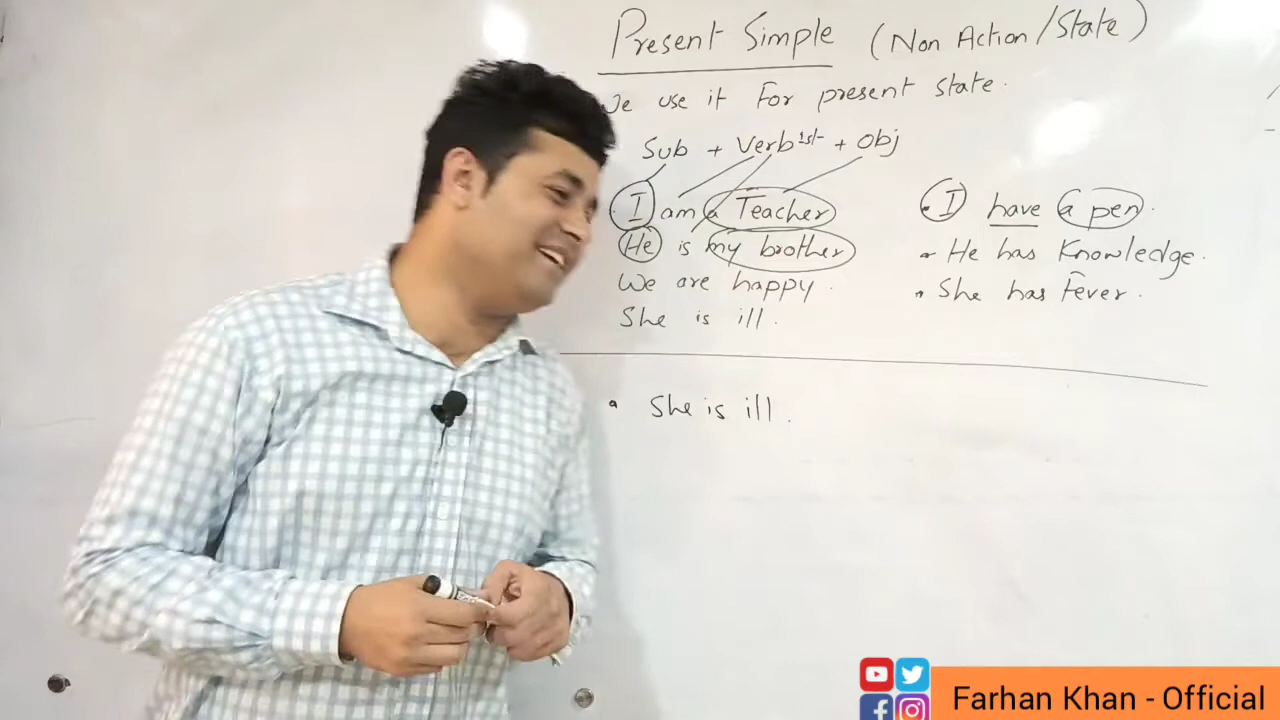 Present Simple (Non Action/State)
We use it For present state.
Sub + Verb 1st + Obj
I am a Teacher
He is my brother
We are happy.
She is ill.
I have a pen.
He has Knowledge.
She has Fever.
She is ill.
Farhan Khan - Official